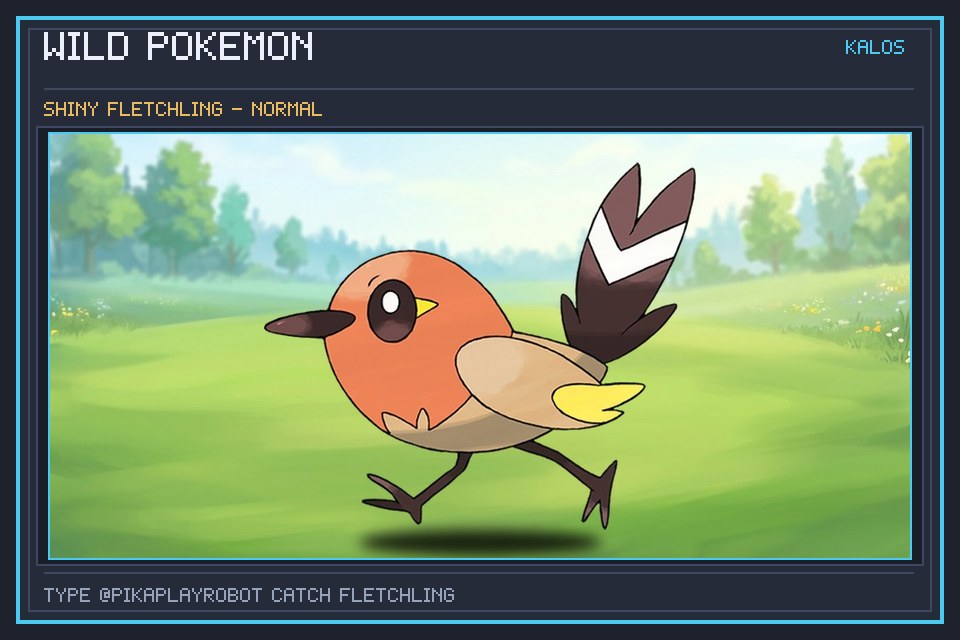 WILD POKEMON
KALOS
SHINY FLETCHLING - NORMAL
TYPE @PIKAPLAYROBOT CATCH FLETCHLING